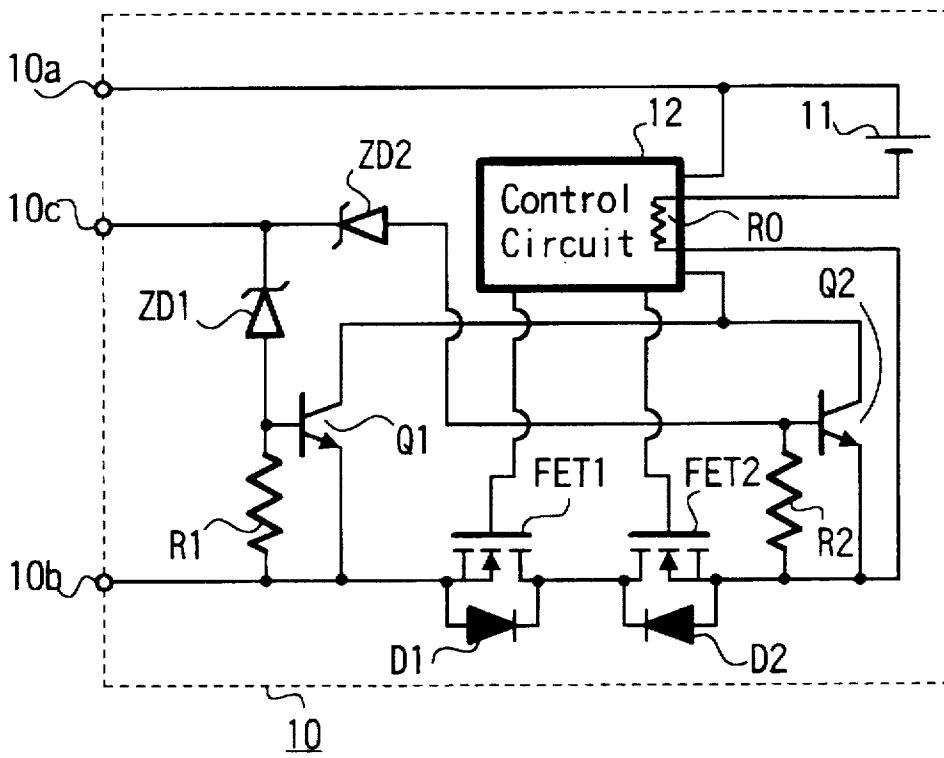 10a
12
11
ZD2
10c
Control
Circuit
R0
ZD1
Q2
Q1
FET1
FET2
R1
R2
10b
D1
D2
10